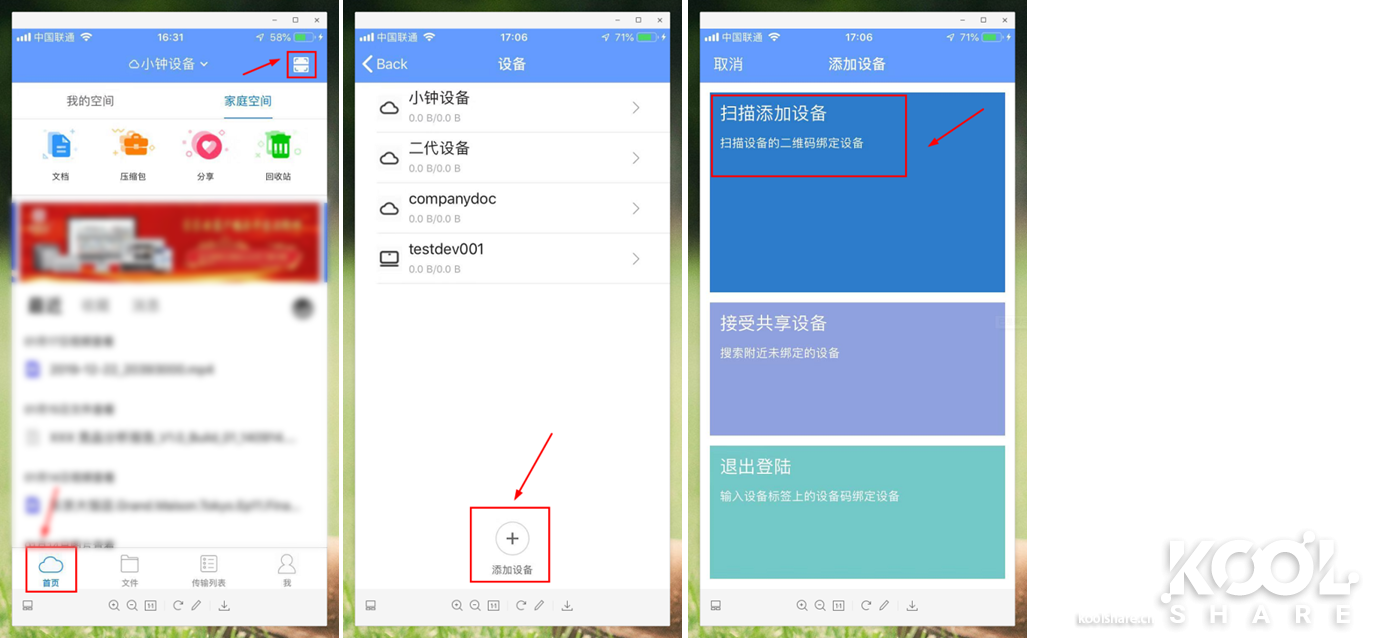 中国联通
16:31
58%
小钟设备
我的空间
家庭空间
文档
压缩包
分享
回收站
首页
文件
传输列表
我
1:1
中国联通
17:06
71%
Back
设备
小钟设备
0.0 B/0.0 B
二代设备
0.0 B/0.0 B
companydoc
0.0 B/0.0 B
testdev001
0.0 B/0.0 B
添加设备
1:1
中国联通
17:06
71%
取消
添加设备
扫描添加设备
扫描设备的二维码绑定设备
接受共享设备
搜索附近未绑定的设备
退出登陆
输入设备标签上的设备码绑定设备
1:1
KOOL
SHARE
koolshare.cn